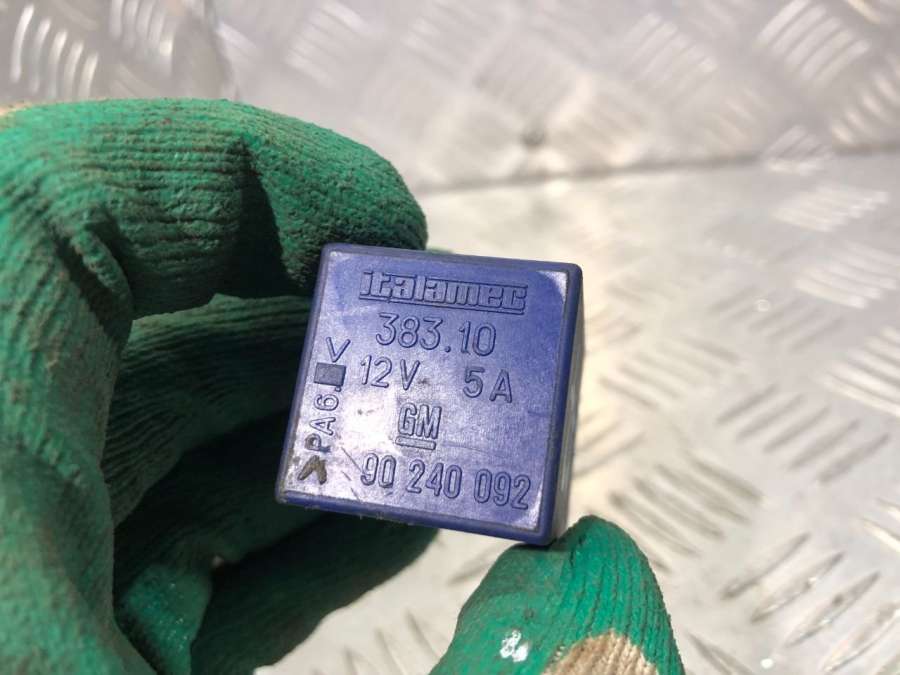 italamec
383.10
12V 5A
GM
90 240 092
>PA6.